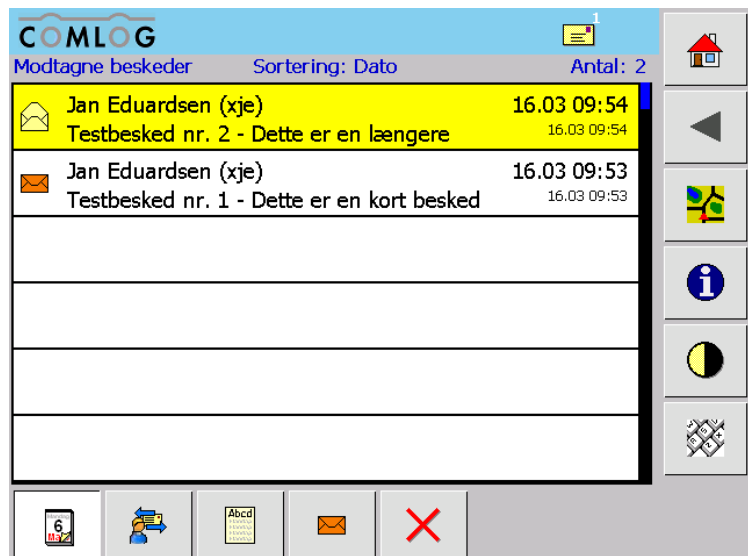 COMLOG
1
Modtagne beskeder Sortering: Dato Antal: 2
Jan Eduardsen (xje) 16.03 09:54
Testbesked nr. 2 - Dette er en længere 16.03 09:54
Jan Eduardsen (xje) 16.03 09:53
Testbesked nr. 1 - Dette er en kort besked 16.03 09:53
6
Abcd